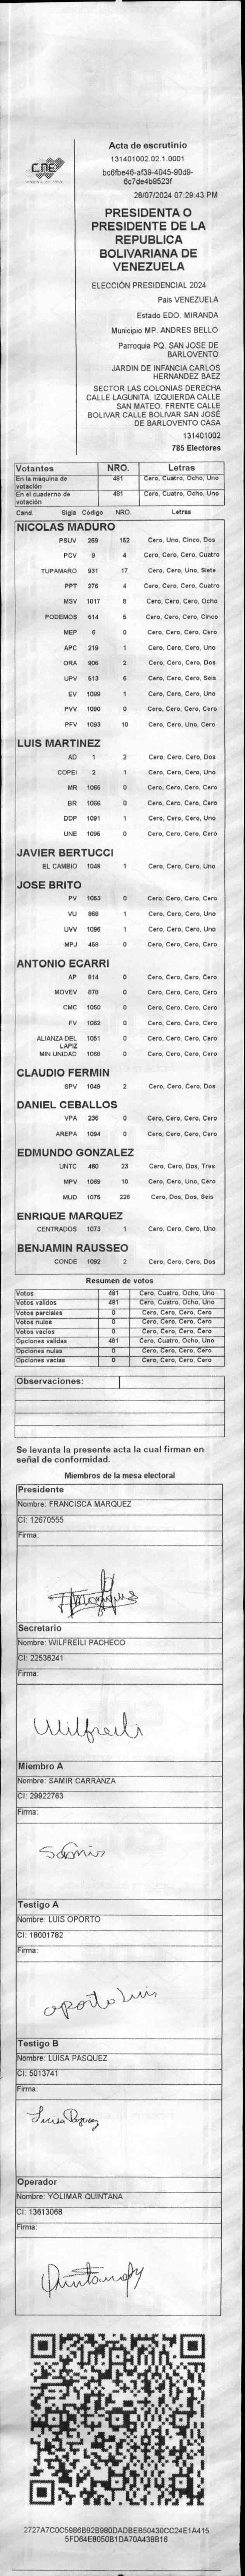 CNE
Acta de escrutinio
131401002.02.1.0001
bc6fbe46-af39-4045-90d9-
6c7de4b9523f
28/07/2024 07:29:43 PM
PRESIDENTA O
PRESIDENTE DE LA
REPUBLICA
BOLIVARIANA DE
VENEZUELA
ELECCIÓN PRESIDENCIAL 2024
Pais VENEZUELA
Estado EDO. MIRANDA
Municipio MP. ANDRES BELLO
Parroquia PQ. SAN JOSE DE
BARLOVENTO
JARDIN DE INFANCIA CARLOS
HERNANDEZ BAEZ
SECTOR LAS COLONIAS DERECHA
CALLE LAGUNITA. IZQUIERDA CALLE
SAN MATEO. FRENTE CALLE
BOLIVAR CALLE BOLIVAR SAN JOSÉ
DE BARLOVENTO CASA
131401002
785 Electores
Votantes NRO. Letras
En la máquina de votación 481 Cero, Cuatro, Ocho, Uno
En el cuaderno de votación 481 Cero, Cuatro, Ocho, Uno
Cand. Sigla Código NRO. Letras
NICOLAS MADURO
PSUV 269 152 Cero, Uno, Cinco, Dos
PCV 9 4 Cero, Cero, Cero, Cuatro
TUPAMARO 931 17 Cero, Cero, Uno, Siete
PPT 276 4 Cero, Cero, Cero, Cuatro
MSV 1017 8 Cero, Cero, Cero, Ocho
PODEMOS 514 5 Cero, Cero, Cero, Cinco
MEP 6 0 Cero, Cero, Cero, Cero
APC 219 1 Cero, Cero, Cero, Uno
ORA 906 2 Cero, Cero, Cero, Dos
UPV 513 6 Cero, Cero, Cero, Seis
EV 1089 1 Cero, Cero, Cero, Uno
PVV 1090 0 Cero, Cero, Cero, Cero
PFV 1093 10 Cero, Cero, Uno, Cero
LUIS MARTINEZ
AD 1 2 Cero, Cero, Cero, Dos
COPEI 2 1 Cero, Cero, Cero, Uno
MR 1065 0 Cero, Cero, Cero, Cero
BR 1066 0 Cero, Cero, Cero, Cero
DDP 1091 1 Cero, Cero, Cero, Uno
UNE 1095 0 Cero, Cero, Cero, Cero
JAVIER BERTUCCI
EL CAMBIO 1048 1 Cero, Cero, Cero, Uno
JOSE BRITO
PV 1053 0 Cero, Cero, Cero, Cero
VU 868 1 Cero, Cero, Cero, Uno
UVV 1096 1 Cero, Cero, Cero, Uno
MPJ 458 0 Cero, Cero, Cero, Cero
ANTONIO ECARRI
AP 814 0 Cero, Cero, Cero, Cero
MOVEV 878 0 Cero, Cero, Cero, Cero
CMC 1050 0 Cero, Cero, Cero, Cero
FV 1062 0 Cero, Cero, Cero, Cero
ALIANZA DEL LAPIZ 1051 0 Cero, Cero, Cero, Cero
MIN UNIDAD 1068 0 Cero, Cero, Cero, Cero
CLAUDIO FERMIN
SPV 1049 2 Cero, Cero, Cero, Dos
DANIEL CEBALLOS
VPA 236 0 Cero, Cero, Cero, Cero
AREPA 1094 0 Cero, Cero, Cero, Cero
EDMUNDO GONZALEZ
UNTC 460 23 Cero, Cero, Dos, Tres
MPV 1069 10 Cero, Cero, Uno, Cero
MUD 1075 226 Cero, Dos, Dos, Seis
ENRIQUE MARQUEZ
CENTRADOS 1073 1 Cero, Cero, Cero, Uno
BENJAMIN RAUSSEO
CONDE 1092 2 Cero, Cero, Cero, Dos
Resumen de votos
Votos 481 Cero, Cuatro, Ocho, Uno
Votos validos 481 Cero, Cuatro, Ocho, Uno
Votos parciales 0 Cero, Cero, Cero, Cero
Votos nulos 0 Cero, Cero, Cero, Cero
Votos vacios 0 Cero, Cero, Cero, Cero
Opciones validas 481 Cero, Cuatro, Ocho, Uno
Opciones nulas 0 Cero, Cero, Cero, Cero
Opciones vacias 0 Cero, Cero, Cero, Cero
Observaciones:
Se levanta la presente acta la cual firman en
señal de conformidad.
Miembros de la mesa electoral
Presidente
Nombre: FRANCISCA MARQUEZ
CI: 12670555
Firma:
Secretario
Nombre: WILFREILI PACHECO
CI: 22536241
Firma:
Wilfreili
Miembro A
Nombre: SAMIR CARRANZA
CI: 29922763
Firma:
Samir
Testigo A
Nombre: LUIS OPORTO
CI: 18001782
Firma:
oporto Luis
Testigo B
Nombre: LUISA PASQUEZ
CI: 5013741
Firma:
Operador
Nombre: YOLIMAR QUINTANA
CI: 13613068
Firma:
2727A7C0C5986B92B980DADBEB50430CC24E1A415
5FD64E8050B1DA70A438B16